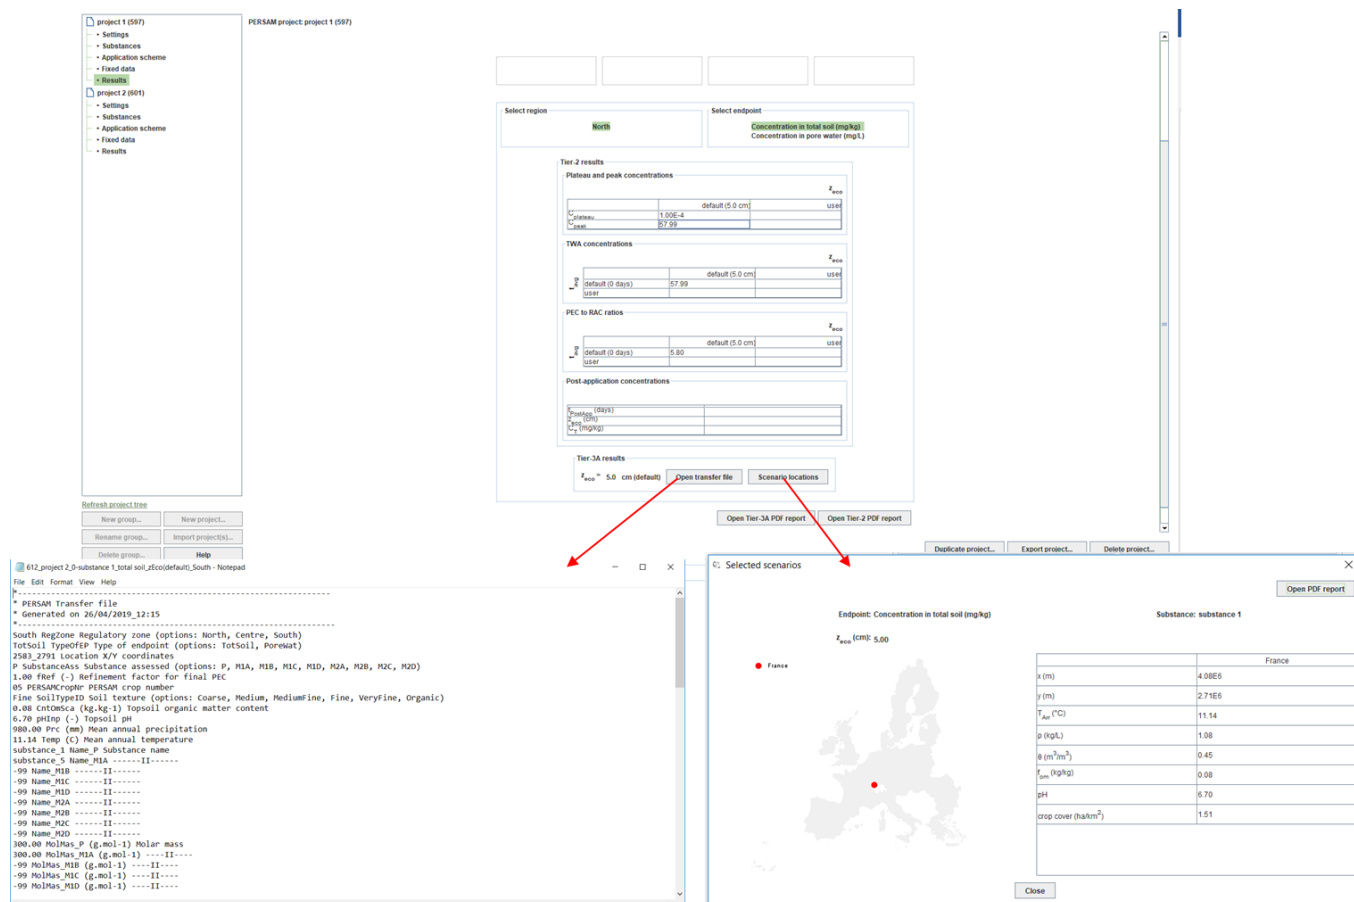 project 1 (597)
• Settings
• Substances
• Application scheme
• Fixed data
• Results
project 2 (601)
• Settings
• Substances
• Application scheme
• Fixed data
• Results
Refresh project tree
New group... New project...
Rename group... Import project(s)...
Delete group... Help
PERSAM project: project 1 (597)
Select region
North
Select endpoint
Concentration in total soil (mg/kg)
Concentration in pore water (mg/L)
Tier-2 results
Plateau and peak concentrations
zeco
default (5.0 cm) user
Cplateau 1.00E-4
Cpeak 57.99
TWA concentrations
zeco
default (5.0 cm) user
tavg
default (0 days) 57.99
user
PEC to RAC ratios
zeco
default (5.0 cm) user
tavg
default (0 days) 5.80
user
Post-application concentrations
tPostApp (days)
zeco (cm)
CT (mg/kg)
Tier-3A results
zeco = 5.0 cm (default) Open transfer file Scenario locations
Open Tier-3A PDF report Open Tier-2 PDF report
Duplicate project... Export project... Delete project...
612_project 2_0-substance 1_total soil_zEco(default)_South - Notepad
File Edit Format View Help
*----------------------------------------------------------------
* PERSAM Transfer file
* Generated on 26/04/2019_12:15
*-----------------------------------------------------------------
South RegZone Regulatory zone (options: North, Centre, South)
TotSoil TypeOfEP Type of endpoint (options: TotSoil, PoreWat)
2583_2791 Location X/Y coordinates
P SubstanceAss Substance assessed (options: P, M1A, M1B, M1C, M1D, M2A, M2B, M2C, M2D)
1.00 fRef (-) Refinement factor for final PEC
05 PERSAMCropNr PERSAM crop number
Fine SoilTypeID Soil texture (options: Coarse, Medium, MediumFine, Fine, VeryFine, Organic)
0.08 CntOmSca (kg.kg-1) Topsoil organic matter content
6.70 pHInp (-) Topsoil pH
980.00 Prc (mm) Mean annual precipitation
11.14 Temp (C) Mean annual temperature
substance_1 Name_P Substance name
substance_5 Name_M1A ------II------
-99 Name_M1B ------II------
-99 Name_M1C ------II------
-99 Name_M1D ------II------
-99 Name_M2A ------II------
-99 Name_M2B ------II------
-99 Name_M2C ------II------
-99 Name_M2D ------II------
300.00 MolMas_P (g.mol-1) Molar mass
300.00 MolMas_M1A (g.mol-1) ----II----
-99 MolMas_M1B (g.mol-1) ----II----
-99 MolMas_M1C (g.mol-1) ----II----
-99 MolMas_M1D (g.mol-1) ----II----
Selected scenarios
Open PDF report
Endpoint: Concentration in total soil (mg/kg) Substance: substance 1
zeco (cm): 5.00
France
France
x (m) 4.08E6
y (m) 2.71E6
TArr (°C) 11.14
ρ (kg/L) 1.08
θ (m³/m³) 0.45
fom (kg/kg) 0.08
pH 6.70
crop cover (ha/km²) 1.51
Close